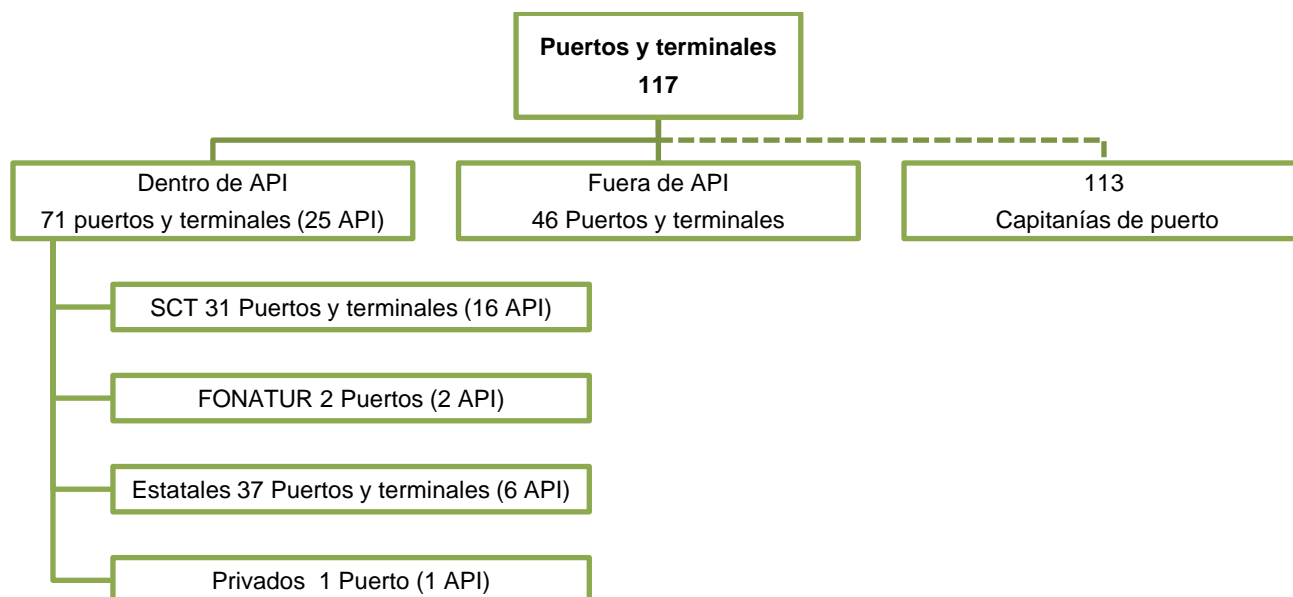 Puertos y terminales
117
Dentro de API
71 puertos y terminales (25 API)
Fuera de API
46 Puertos y terminales
113
Capitanías de puerto
SCT 31 Puertos y terminales (16 API)
FONATUR 2 Puertos (2 API)
Estatales 37 Puertos y terminales (6 API)
Privados  1 Puerto (1 API)